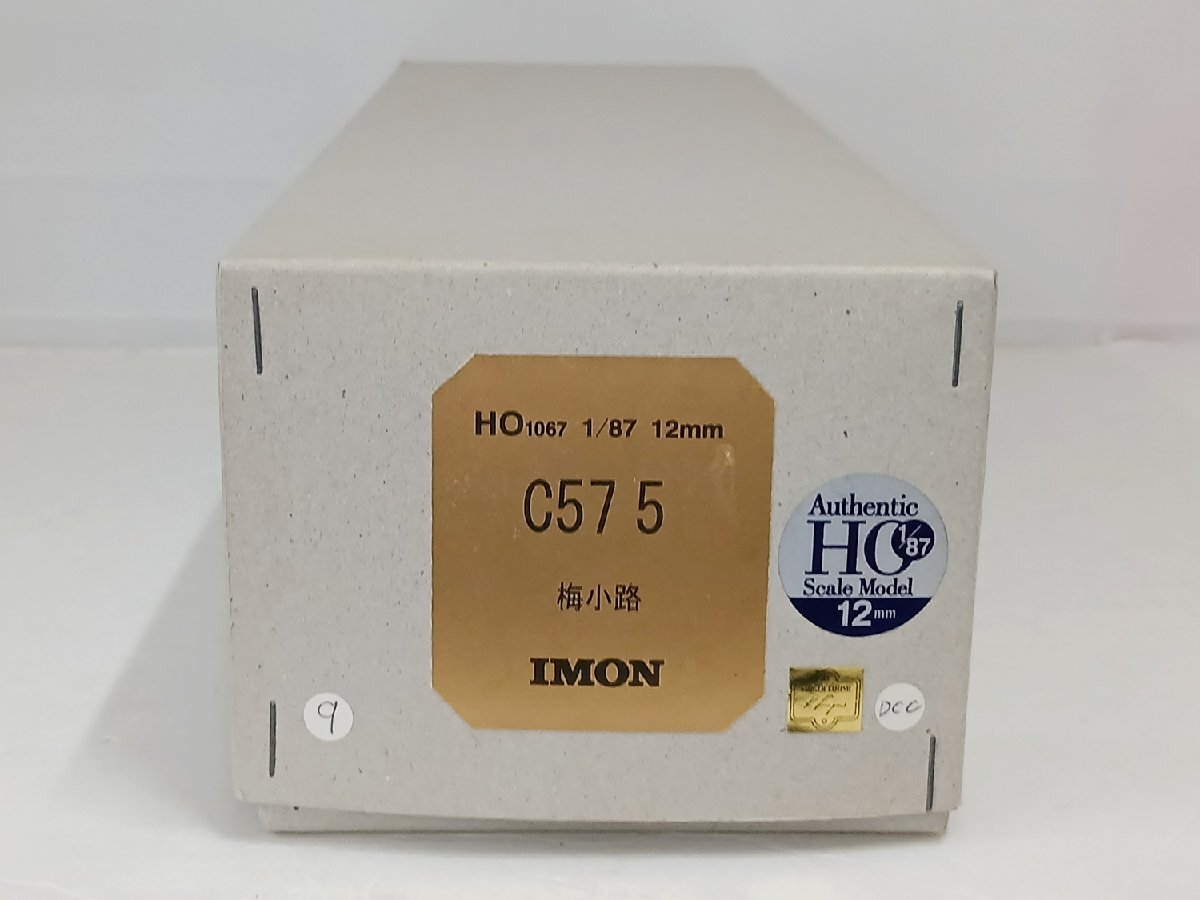 HO1067 1/87 12mm
C57 5
梅小路
IMON
Authentic
HO 1/87
Scale Model
12mm
9
DCC